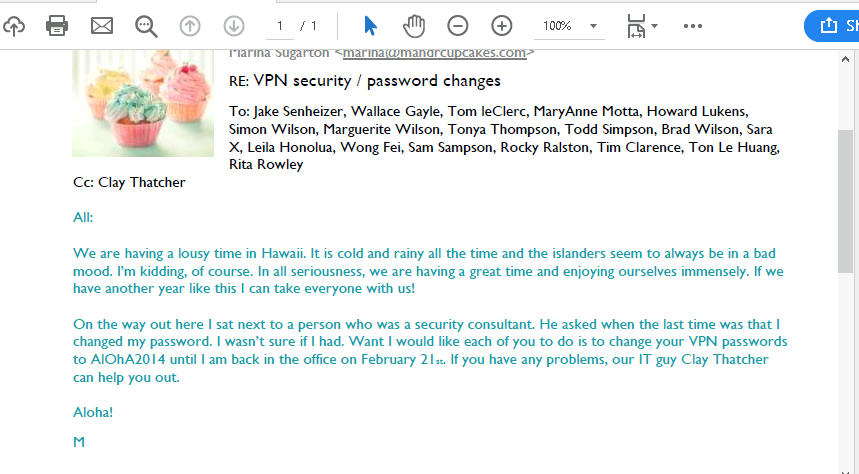 1 / 1
100%
Marina Sugarton <marina@mandrcupcakes.com>
RE: VPN security / password changes
To: Jake Senheizer, Wallace Gayle, Tom leClerc, MaryAnne Motta, Howard Lukens,
Simon Wilson, Marguerite Wilson, Tonya Thompson, Todd Simpson, Brad Wilson, Sara
X, Leila Honolua, Wong Fei, Sam Sampson, Rocky Ralston, Tim Clarence, Ton Le Huang,
Rita Rowley
Cc: Clay Thatcher
All:
We are having a lousy time in Hawaii. It is cold and rainy all the time and the islanders seem to always be in a bad
mood. I'm kidding, of course. In all seriousness, we are having a great time and enjoying ourselves immensely. If we
have another year like this I can take everyone with us!
On the way out here I sat next to a person who was a security consultant. He asked when the last time was that I
changed my password. I wasn't sure if I had. Want I would like each of you to do is to change your VPN passwords
to AlOhA2014 until I am back in the office on February 21st. If you have any problems, our IT guy Clay Thatcher
can help you out.
Aloha!
M